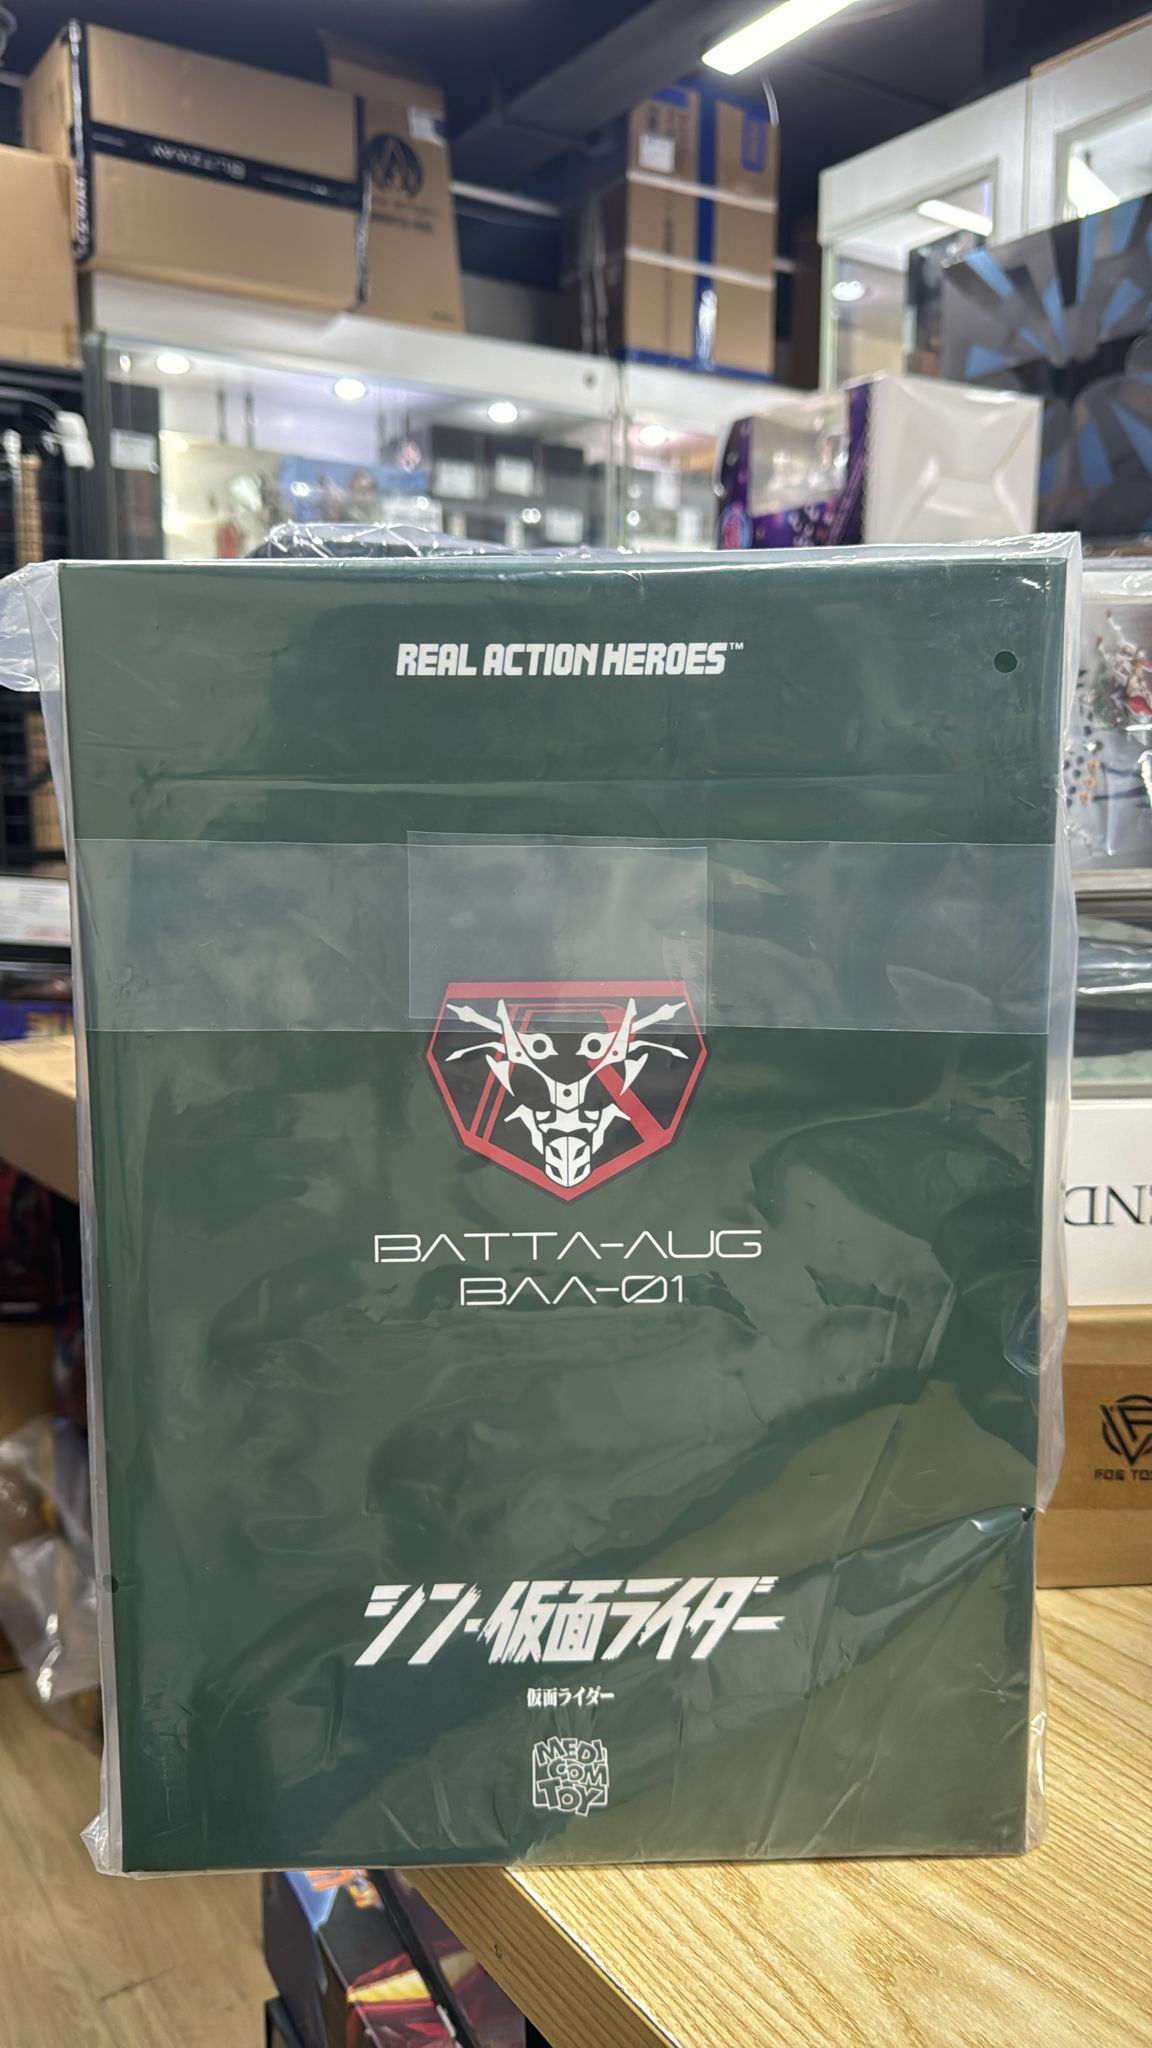 REAL ACTION HEROES™
BATTA-AUG
BAA-01
シン・仮面ライダー
仮面ライダー
MEDI
COM
TOY